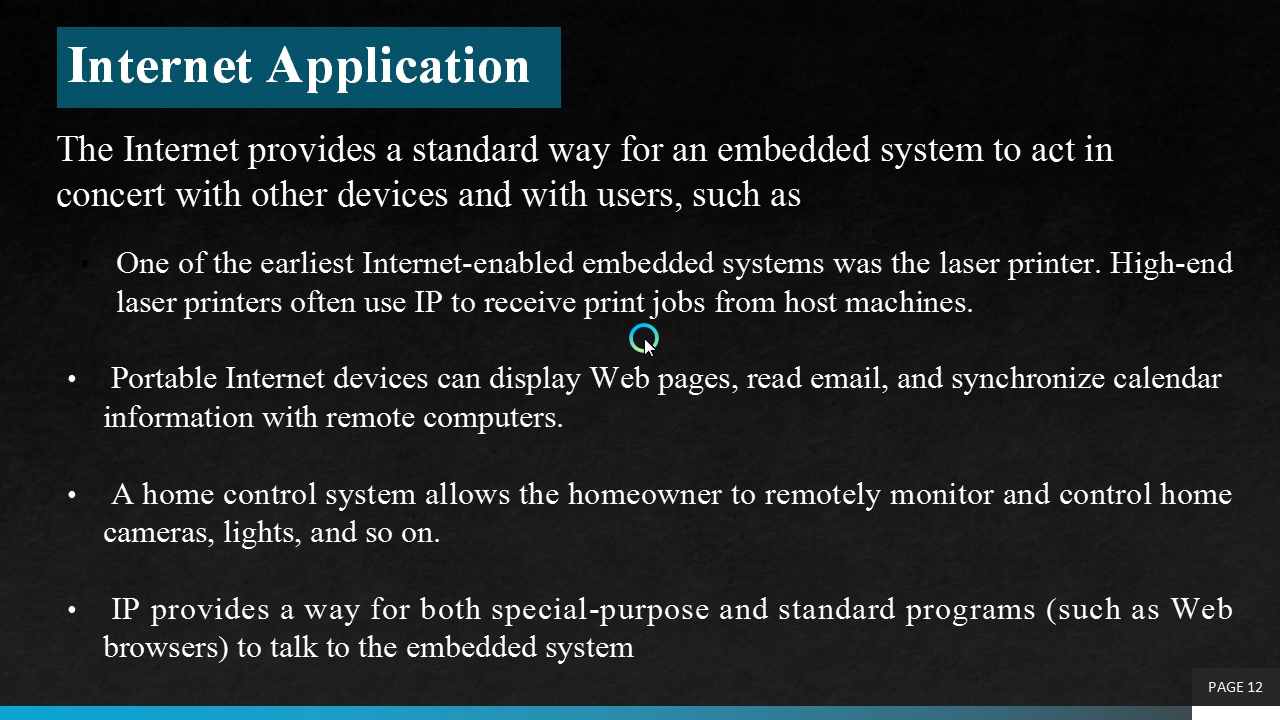 Internet Application
The Internet provides a standard way for an embedded system to act in
concert with other devices and with users, such as
• One of the earliest Internet-enabled embedded systems was the laser printer. High-end
laser printers often use IP to receive print jobs from host machines.
• Portable Internet devices can display Web pages, read email, and synchronize calendar
information with remote computers.
• A home control system allows the homeowner to remotely monitor and control home
cameras, lights, and so on.
• IP provides a way for both special-purpose and standard programs (such as Web
browsers) to talk to the embedded system
PAGE 12